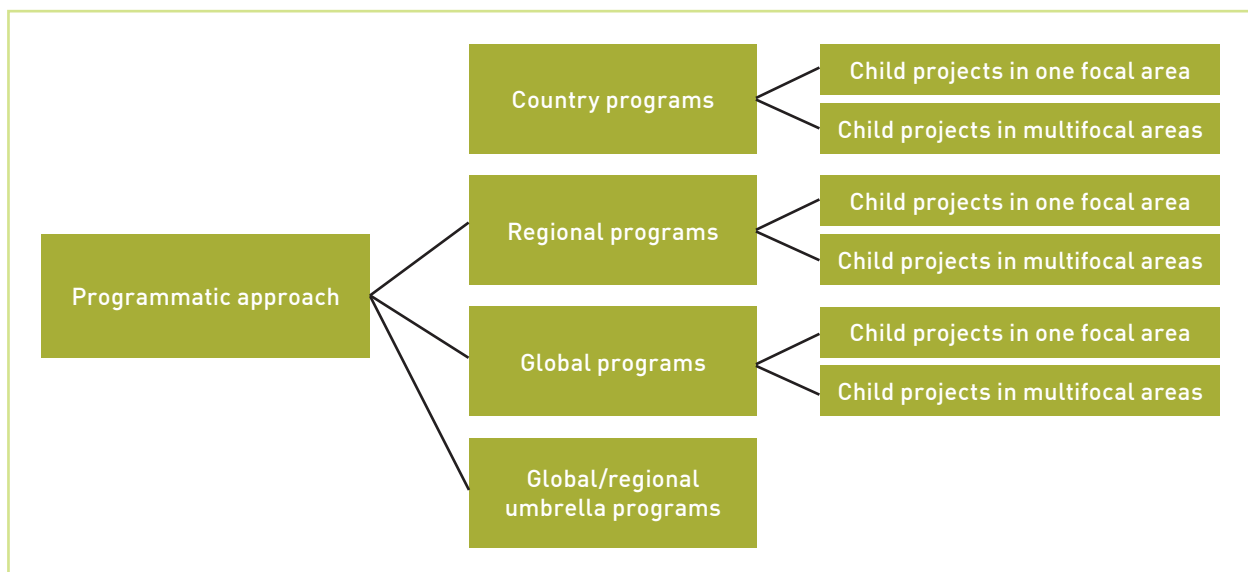 Programmatic approach
Country programs
Child projects in one focal area
Child projects in multifocal areas
Regional programs
Child projects in one focal area
Child projects in multifocal areas
Global programs
Child projects in one focal area
Child projects in multifocal areas
Global/regional
umbrella programs